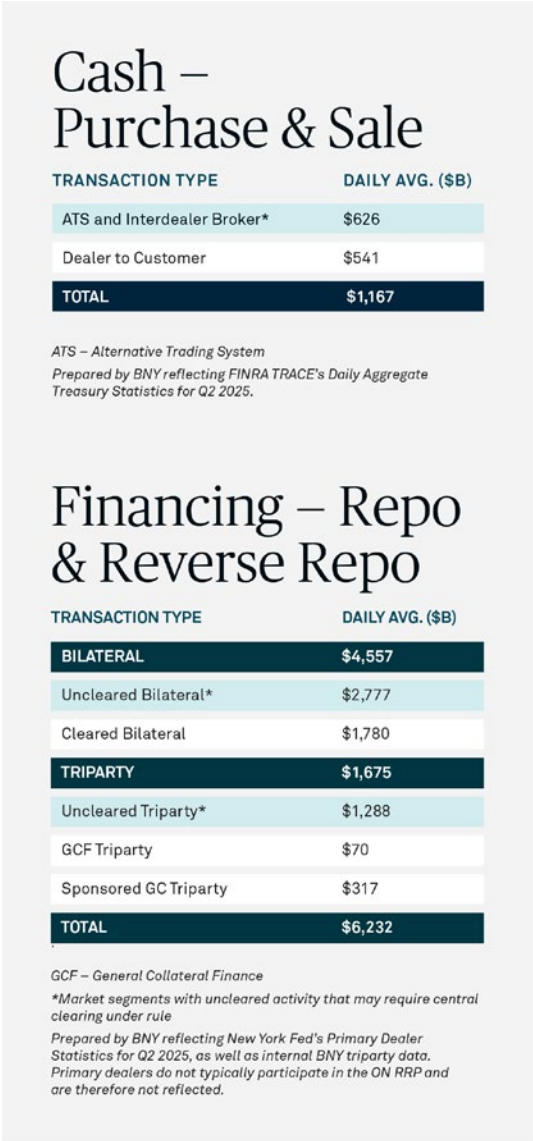 Cash –
Purchase & Sale
TRANSACTION TYPE DAILY AVG. ($B)
ATS and Interdealer Broker* $626
Dealer to Customer $541
TOTAL $1,167
ATS – Alternative Trading System
Prepared by BNY reflecting FINRA TRACE's Daily Aggregate
Treasury Statistics for Q2 2025.
Financing – Repo
& Reverse Repo
TRANSACTION TYPE DAILY AVG. ($B)
BILATERAL $4,557
Uncleared Bilateral* $2,777
Cleared Bilateral $1,780
TRIPARTY $1,675
Uncleared Triparty* $1,288
GCF Triparty $70
Sponsored GC Triparty $317
TOTAL $6,232
GCF – General Collateral Finance
*Market segments with uncleared activity that may require central
clearing under rule
Prepared by BNY reflecting New York Fed's Primary Dealer
Statistics for Q2 2025, as well as internal BNY triparty data.
Primary dealers do not typically participate in the ON RRP and
are therefore not reflected.